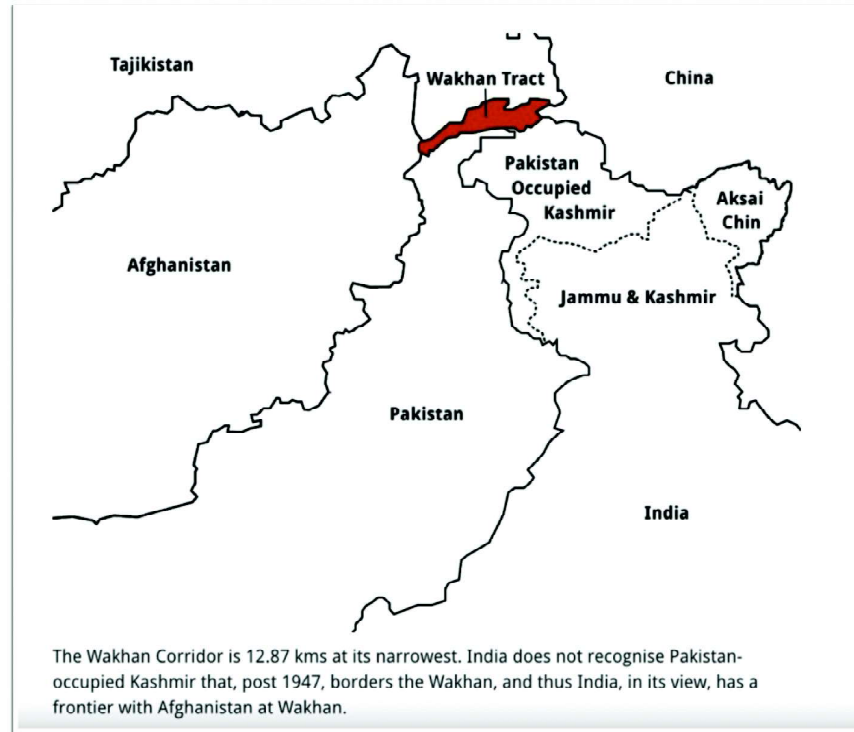 Tajikistan
Wakhan Tract
China
Pakistan
Occupied
Kashmir
Aksai
Chin
Afghanistan
Jammu & Kashmir
Pakistan
India
The Wakhan Corridor is 12.87 kms at its narrowest. India does not recognise Pakistan-
occupied Kashmir that, post 1947, borders the Wakhan, and thus India, in its view, has a
frontier with Afghanistan at Wakhan.